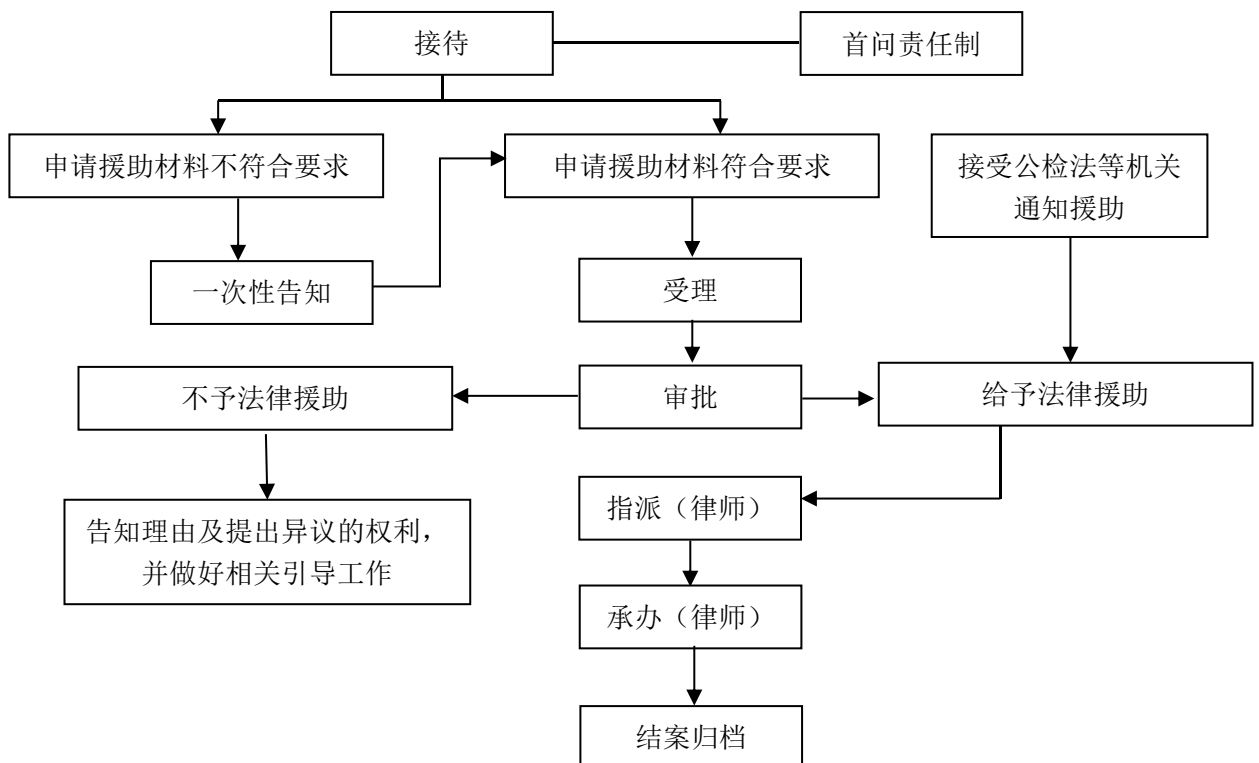 接待
首问责任制
申请援助材料不符合要求
申请援助材料符合要求
接受公检法等机关
通知援助
一次性告知
受理
不予法律援助
审批
给予法律援助
告知理由及提出异议的权利，
并做好相关引导工作
指派（律师）
承办（律师）
结案归档